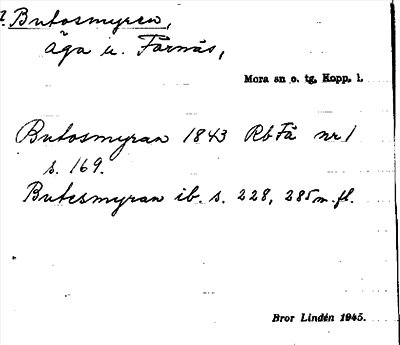 Butosmyren,
äga u. Färnäs,
Mora sn o. tg, Kopp. l.
Butosmyran 1843 RbFä nr 1
s. 169.
Butesmyran ib. s. 228, 285 m. fl.
Bror Lindén 1945.